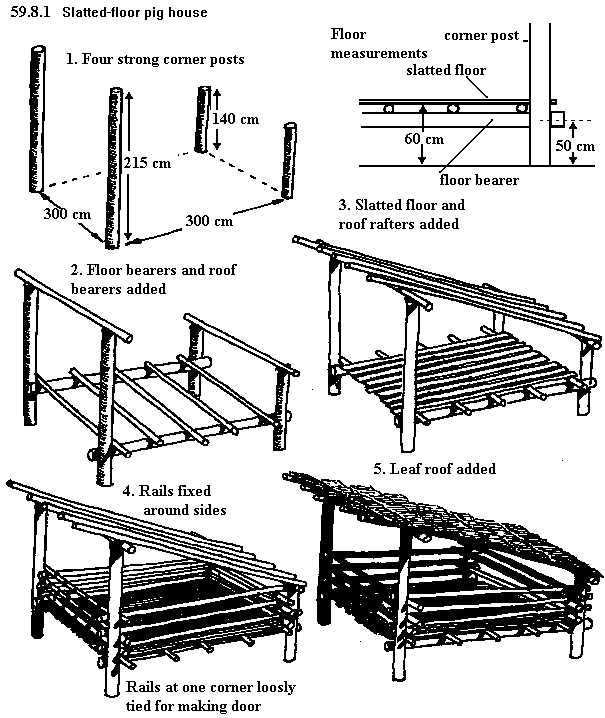 59.8.1 Slatted-floor pig house
1. Four strong corner posts
140 cm
215 cm
300 cm
300 cm
Floor
measurements
corner post
slatted floor
60 cm
50 cm
floor bearer
2. Floor bearers and roof
bearers added
3. Slatted floor and
roof rafters added
4. Rails fixed
around sides
Rails at one corner loosly
tied for making door
5. Leaf roof added